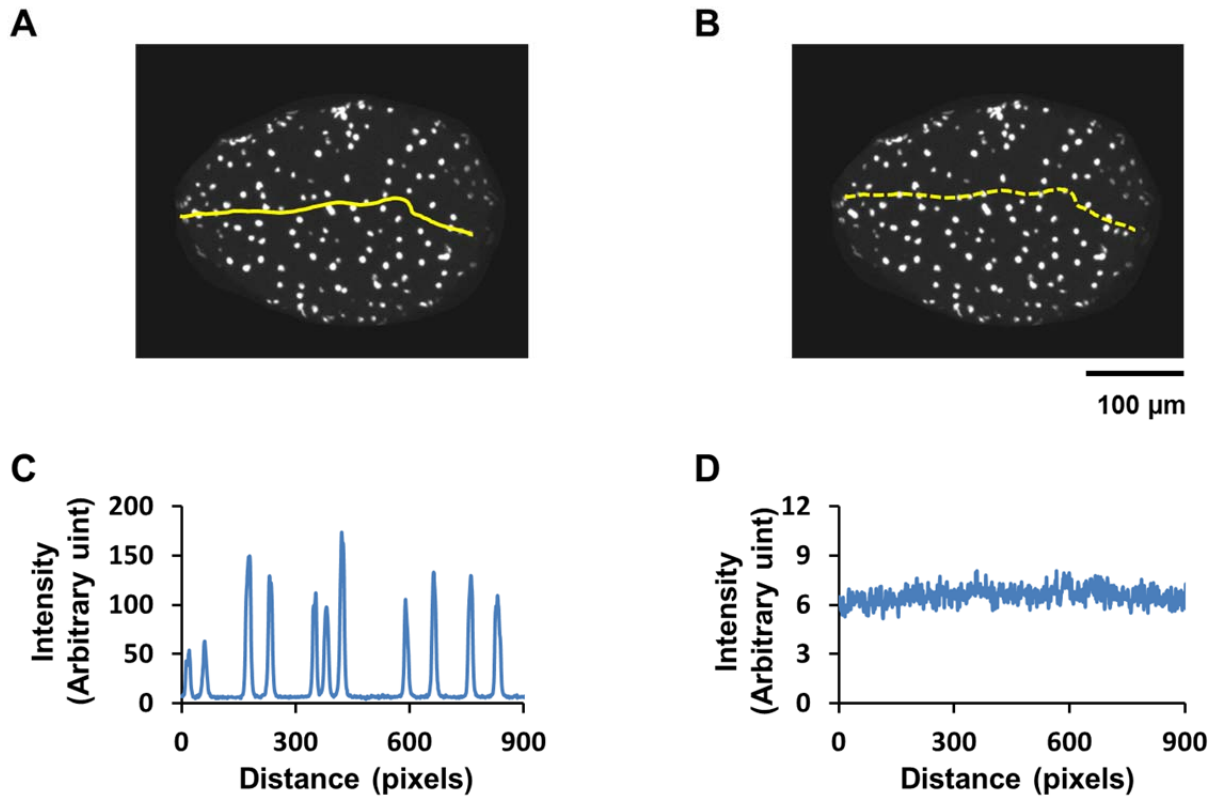 A
B
100 µm
C
D
200
150
100
50
0
Intensity
(Arbitrary uint)
0
300
600
900
Distance (pixels)
12
9
6
3
0
Intensity
(Arbitrary uint)
0
300
600
900
Distance (pixels)